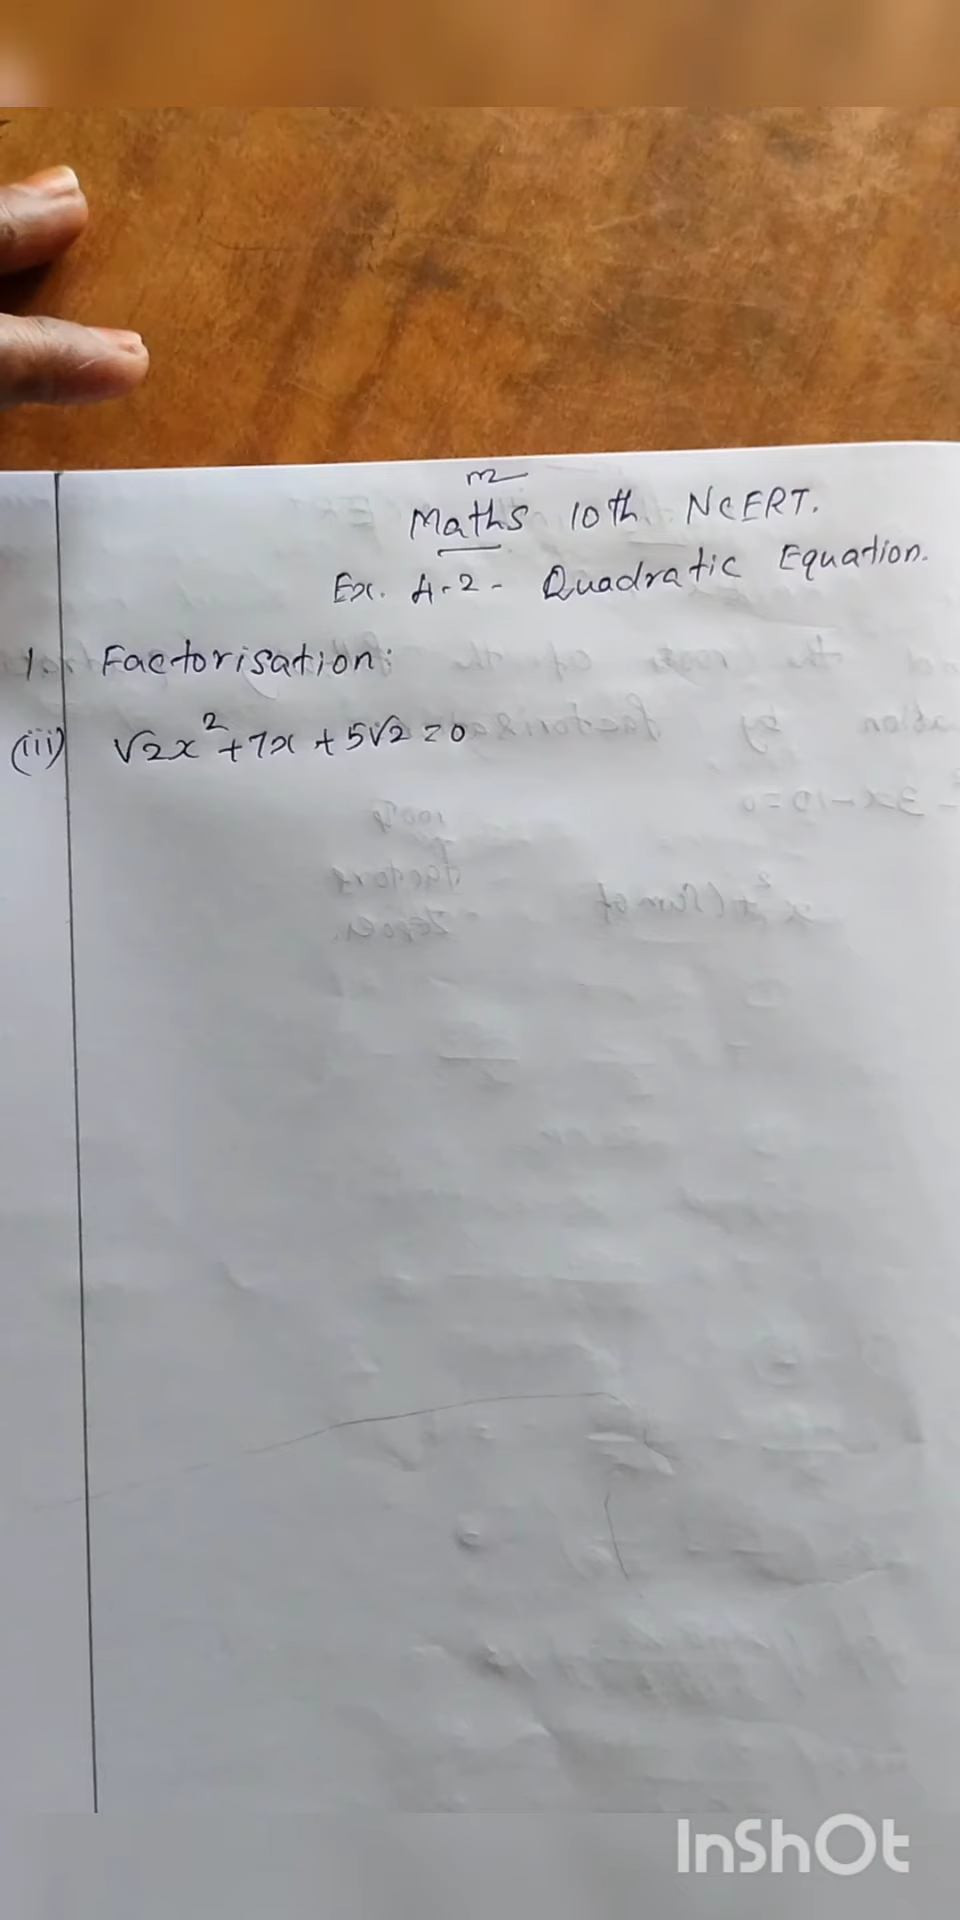 m
Maths 10th NCERT.
Ex. 4.2 - Quadratic Equation.
1. Factorisation:
(iii) √2x²+7x+5√2=0
InShOt